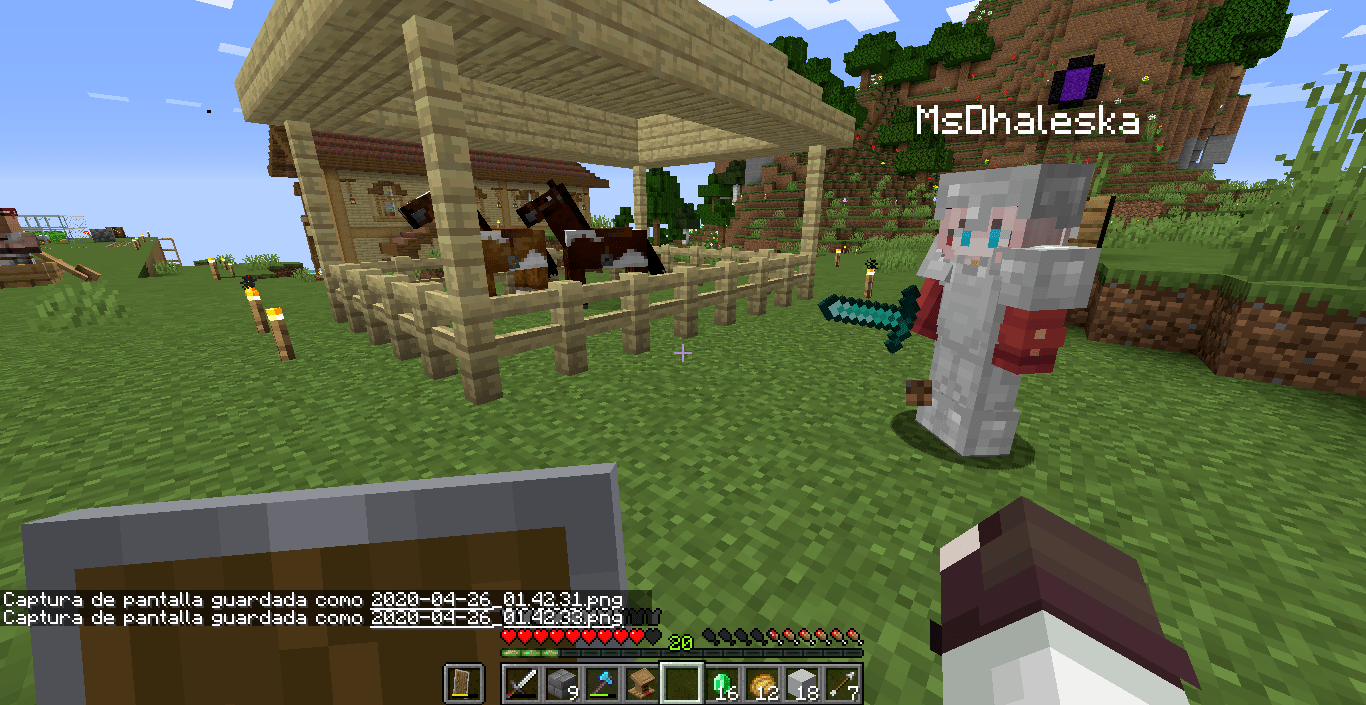 MsDhaleska
Captura de pantalla guardada como 2020-04-26_01.42.31.png
Captura de pantalla guardada como 2020-04-26_01.42.33.png
20
9 16 12 18 7